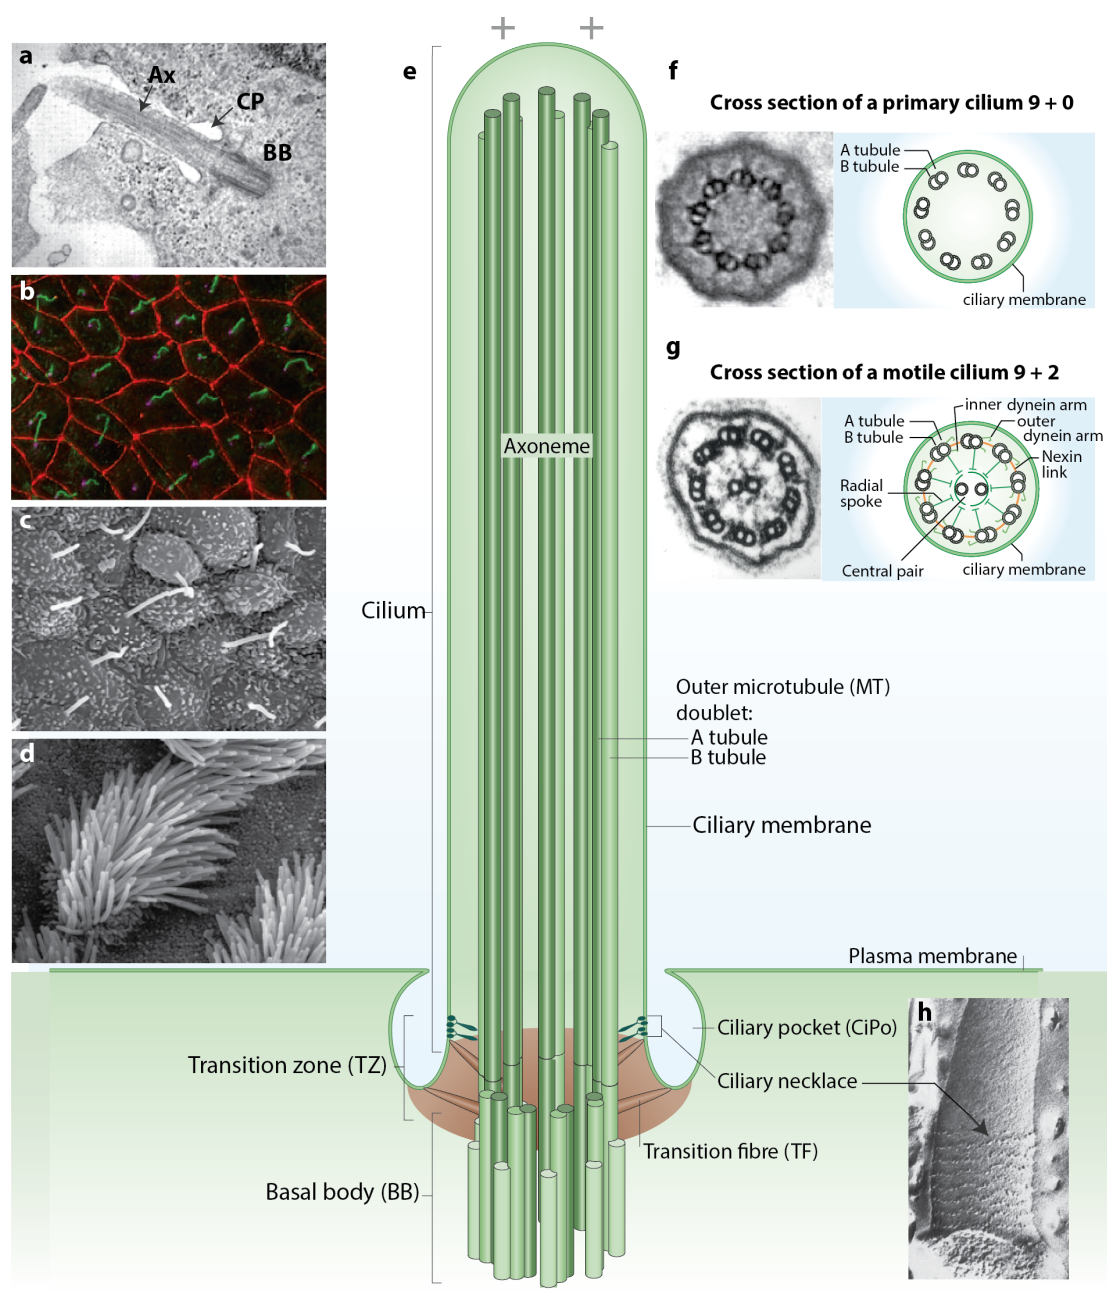 + +
a
Ax
CP
BB
b
c
d
e
Axoneme
Cilium
Outer microtubule (MT)
doublet:
A tubule
B tubule
Ciliary membrane
Plasma membrane
Ciliary pocket (CiPo)
Ciliary necklace
Transition zone (TZ)
Transition fibre (TF)
Basal body (BB)
f
Cross section of a primary cilium 9 + 0
A tubule
B tubule
ciliary membrane
g
Cross section of a motile cilium 9 + 2
inner dynein arm
A tubule
outer
dynein arm
B tubule
Nexin
link
Radial
spoke
Central pair
ciliary membrane
h